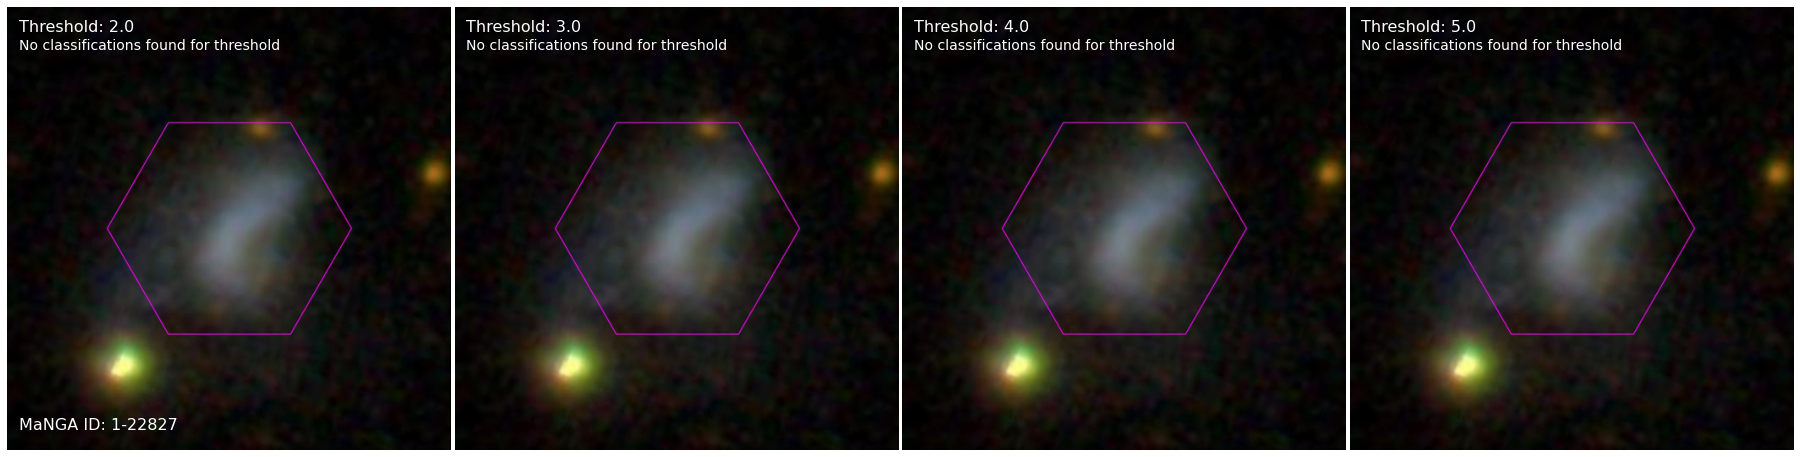 Threshold: 2.0
No classifications found for threshold
MaNGA ID: 1-22827
Threshold: 3.0
No classifications found for threshold
Threshold: 4.0
No classifications found for threshold
Threshold: 5.0
No classifications found for threshold